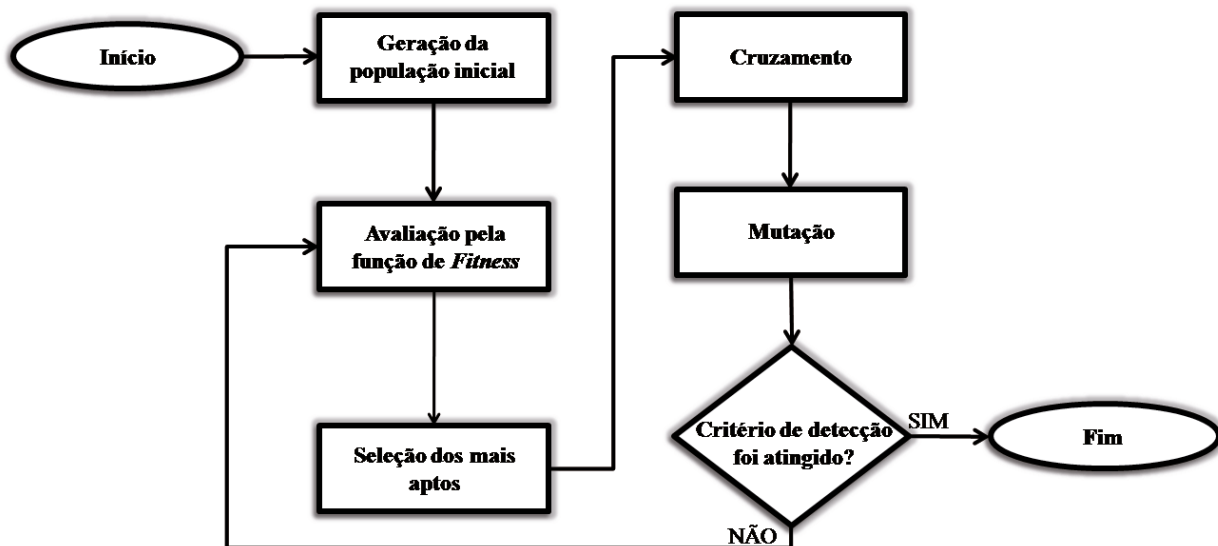 Início
Geração da
população inicial
Avaliação pela
função de Fitness
Seleção dos mais
aptos
Cruzamento
Mutação
Critério de detecção
foi atingido?
SIM
Fim
NÃO